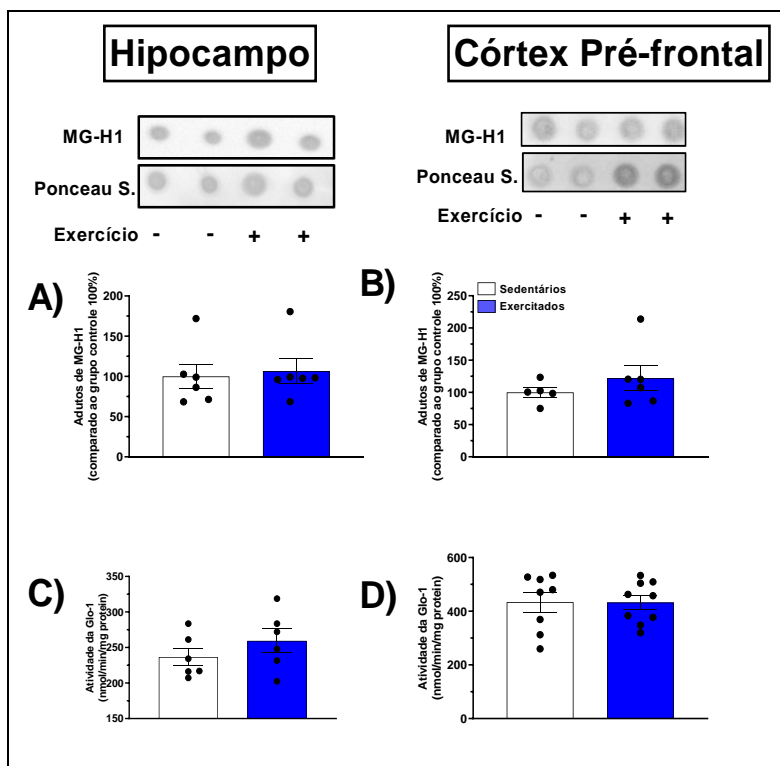 Hipocampo
Córtex Pré-frontal
MG-H1
Ponceau S.
Exercício - - + +
MG-H1
Ponceau S.
Exercício - - + +
A)
Adutos de MG-H1
(comparado ao grupo controle 100%)
200
150
100
50
0
B)
Sedentários
Exercitados
Adutos de MG-H1
(comparado ao grupo controle 100%)
250
200
150
100
50
0
C)
Atividade da Glo-1
(nmol/min/mg protein)
350
300
250
200
150
D)
Atividade da Glo-1
(nmol/min/mg protein)
600
400
200
0